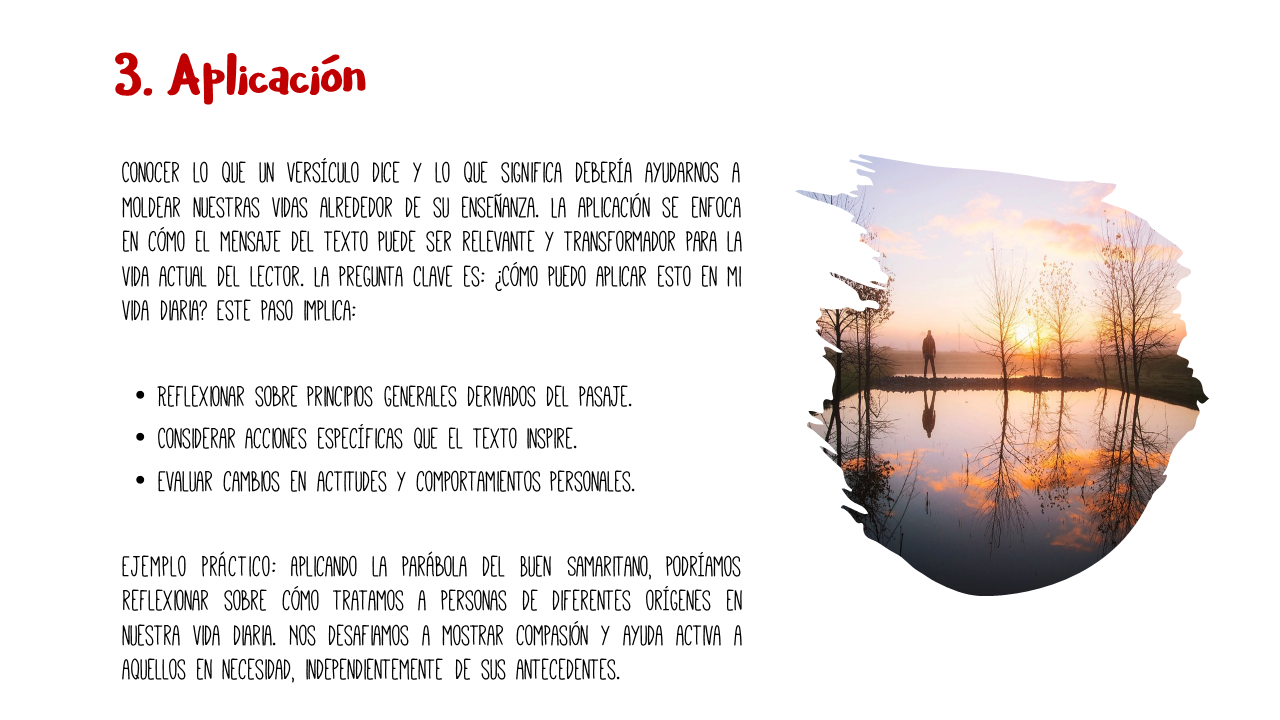 3. Aplicación
CONOCER LO QUE UN VERSÍCULO DICE Y LO QUE SIGNIFICA DEBERÍA AYUDARNOS A
MOLDEAR NUESTRAS VIDAS ALREDEDOR DE SU ENSEÑANZA. LA APLICACIÓN SE ENFOCA
EN CÓMO EL MENSAJE DEL TEXTO PUEDE SER RELEVANTE Y TRANSFORMADOR PARA LA
VIDA ACTUAL DEL LECTOR. LA PREGUNTA CLAVE ES: ¿CÓMO PUEDO APLICAR ESTO EN MI
VIDA DIARIA? ESTE PASO IMPLICA:
• REFLEXIONAR SOBRE PRINCIPIOS GENERALES DERIVADOS DEL PASAJE.
• CONSIDERAR ACCIONES ESPECÍFICAS QUE EL TEXTO INSPIRE.
• EVALUAR CAMBIOS EN ACTITUDES Y COMPORTAMIENTOS PERSONALES.
EJEMPLO PRÁCTICO: APLICANDO LA PARÁBOLA DEL BUEN SAMARITANO, PODRÍAMOS
REFLEXIONAR SOBRE CÓMO TRATAMOS A PERSONAS DE DIFERENTES ORÍGENES EN
NUESTRA VIDA DIARIA. NOS DESAFIAMOS A MOSTRAR COMPASIÓN Y AYUDA ACTIVA A
AQUELLOS EN NECESIDAD, INDEPENDIENTEMENTE DE SUS ANTECEDENTES.